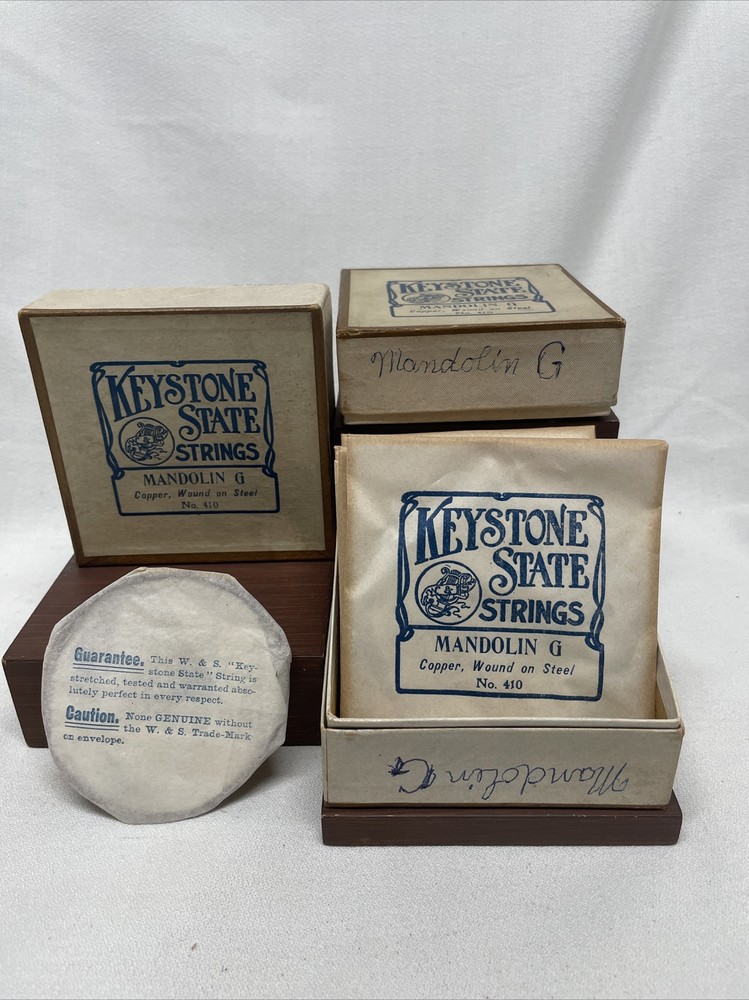 KEYSTONE
STATE
STRINGS
MANDOLIN G
Copper, Wound on Steel
No. 410
KEYSTONE
STATE
STRINGS
MANDOLIN G
Copper, Wound on Steel
No. 410
Mandolin G
KEYSTONE
STATE
STRINGS
MANDOLIN G
Copper, Wound on Steel
No. 410
Mandolin G
Guarantee. This W. & S. "Key-
stone State" String is
stretched, tested and warranted abso-
lutely perfect in every respect.
Caution. None GENUINE without
the W. & S. Trade-Mark
on envelope.